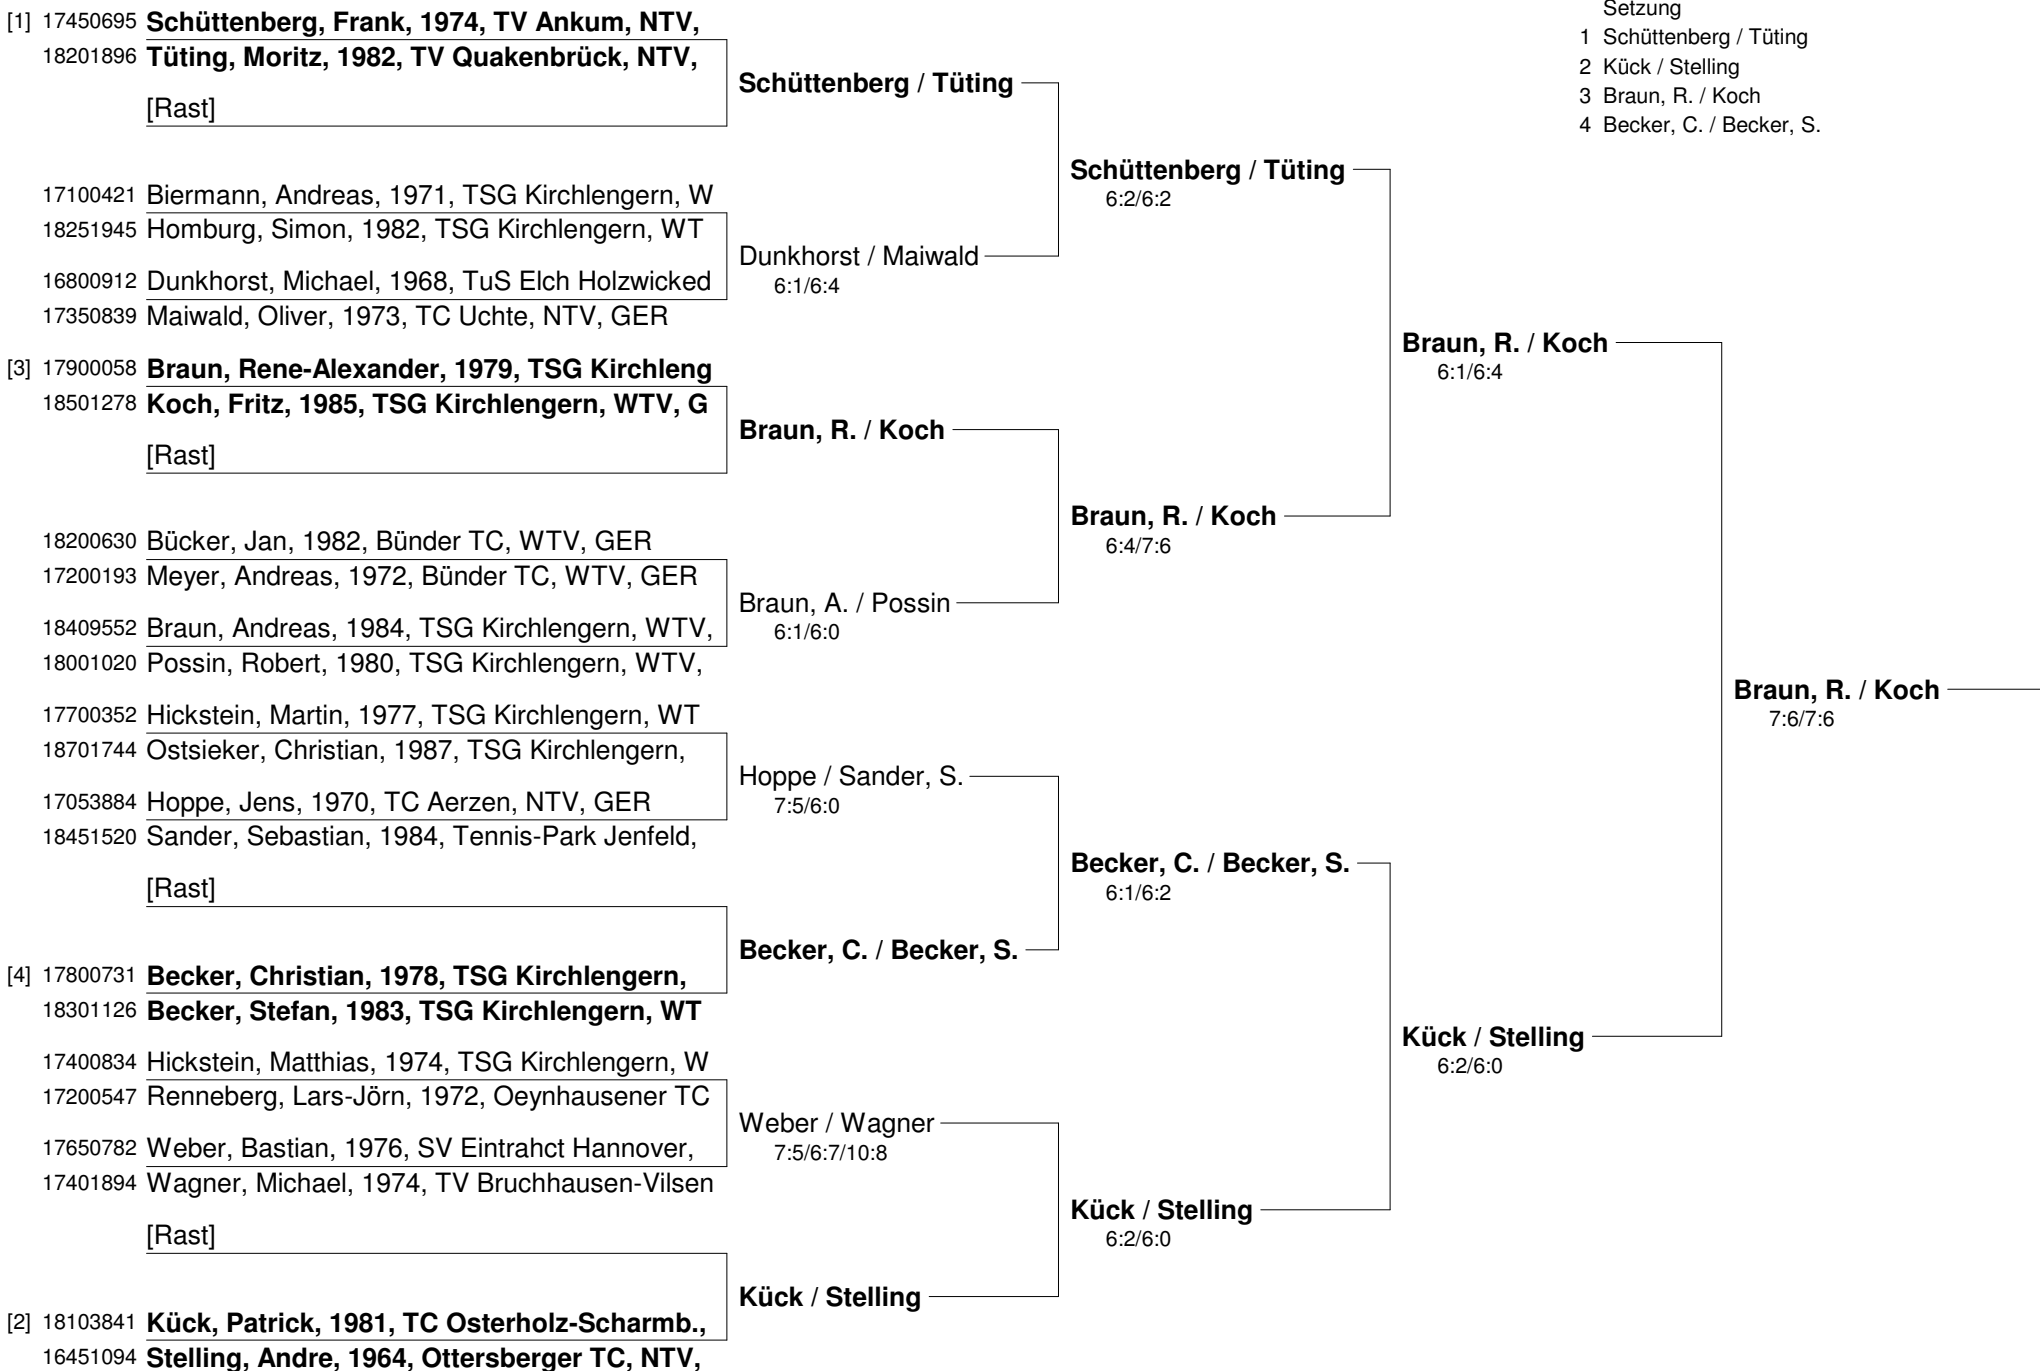 [1] 17450695 Schüttenberg, Frank, 1974, TV Ankum, NTV,
18201896 Tüting, Moritz, 1982, TV Quakenbrück, NTV,
[Rast]
17100421 Biermann, Andreas, 1971, TSG Kirchlengern, W
18251945 Homburg, Simon, 1982, TSG Kirchlengern, WT
16800912 Dunkhorst, Michael, 1968, TuS Elch Holzwicked
17350839 Maiwald, Oliver, 1973, TC Uchte, NTV, GER
[3] 17900058 Braun, Rene-Alexander, 1979, TSG Kirchleng
18501278 Koch, Fritz, 1985, TSG Kirchlengern, WTV, G
[Rast]
18200630 Bücker, Jan, 1982, Bünder TC, WTV, GER
17200193 Meyer, Andreas, 1972, Bünder TC, WTV, GER
18409552 Braun, Andreas, 1984, TSG Kirchlengern, WTV,
18001020 Possin, Robert, 1980, TSG Kirchlengern, WTV,
17700352 Hickstein, Martin, 1977, TSG Kirchlengern, WT
18701744 Ostsieker, Christian, 1987, TSG Kirchlengern,
17053884 Hoppe, Jens, 1970, TC Aerzen, NTV, GER
18451520 Sander, Sebastian, 1984, Tennis-Park Jenfeld,
[Rast]
[4] 17800731 Becker, Christian, 1978, TSG Kirchlengern,
18301126 Becker, Stefan, 1983, TSG Kirchlengern, WT
17400834 Hickstein, Matthias, 1974, TSG Kirchlengern, W
17200547 Renneberg, Lars-Jörn, 1972, Oeynhausener TC
17650782 Weber, Bastian, 1976, SV Eintrahct Hannover,
17401894 Wagner, Michael, 1974, TV Bruchhausen-Vilsen
[Rast]
[2] 18103841 Kück, Patrick, 1981, TC Osterholz-Scharmb.,
16451094 Stelling, Andre, 1964, Ottersberger TC, NTV,
Schüttenberg / Tüting
Dunkhorst / Maiwald
6:1/6:4
Braun, R. / Koch
Braun, A. / Possin
6:1/6:0
Hoppe / Sander, S.
7:5/6:0
Becker, C. / Becker, S.
Weber / Wagner
7:5/6:7/10:8
Kück / Stelling
Schüttenberg / Tüting
6:2/6:2
Braun, R. / Koch
6:4/7:6
Becker, C. / Becker, S.
6:1/6:2
Kück / Stelling
6:2/6:0
Braun, R. / Koch
6:1/6:4
Kück / Stelling
6:2/6:0
Braun, R. / Koch
7:6/7:6
Setzung
1 Schüttenberg / Tüting
2 Kück / Stelling
3 Braun, R. / Koch
4 Becker, C. / Becker, S.